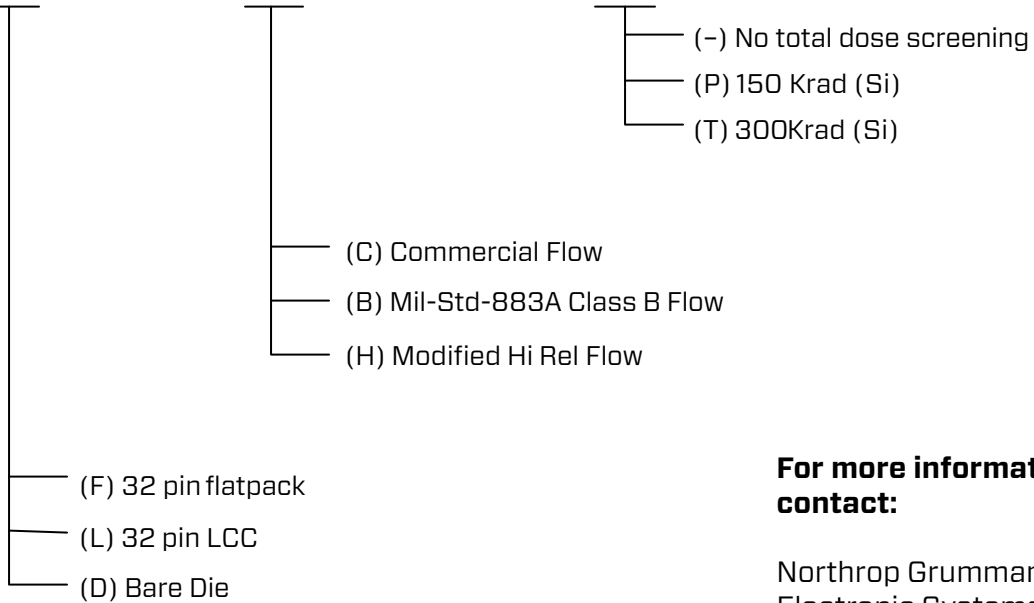 (–) No total dose screening
(P) 150 Krad (Si)
(T) 300Krad (Si)
(C) Commercial Flow
(B) Mil-Std-883A Class B Flow
(H) Modified Hi Rel Flow
(F) 32 pin flatpack
(L) 32 pin LCC
(D) Bare Die
For more informat
contact:
Northrop Grumman